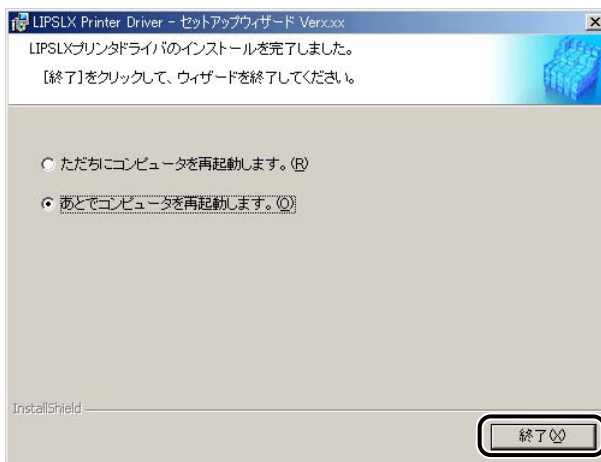 LIPSLX Printer Driver - セットアップウィザード Verx.xx
LIPSLXプリンタドライバのインストールを完了しました。
[終了]をクリックして、ウィザードを終了してください。
ただちにコンピュータを再起動します。(R)
あとでコンピュータを再起動します。(O)
InstallShield
終了(X)